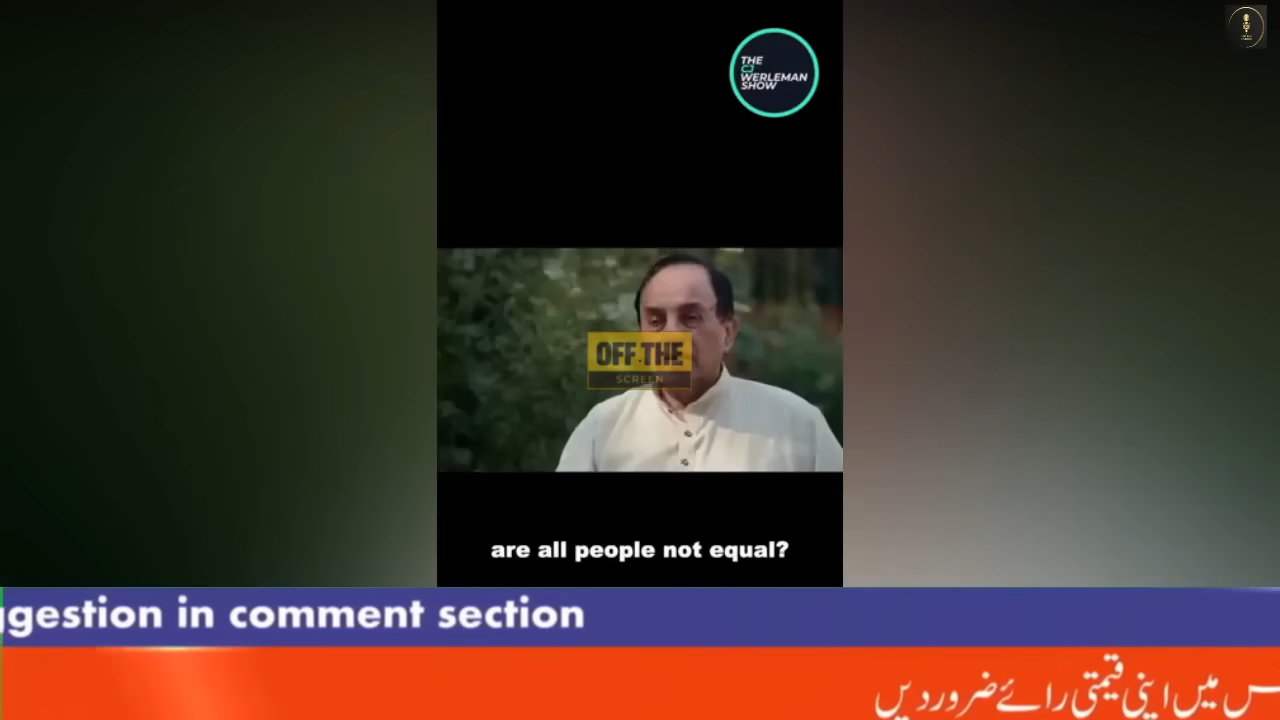 THE
CJ
WERLEMAN
SHOW
OFF THE
SCREEN
are all people not equal?
gestion in comment section
میں اپنی قیمتی رائے ضرور دیں